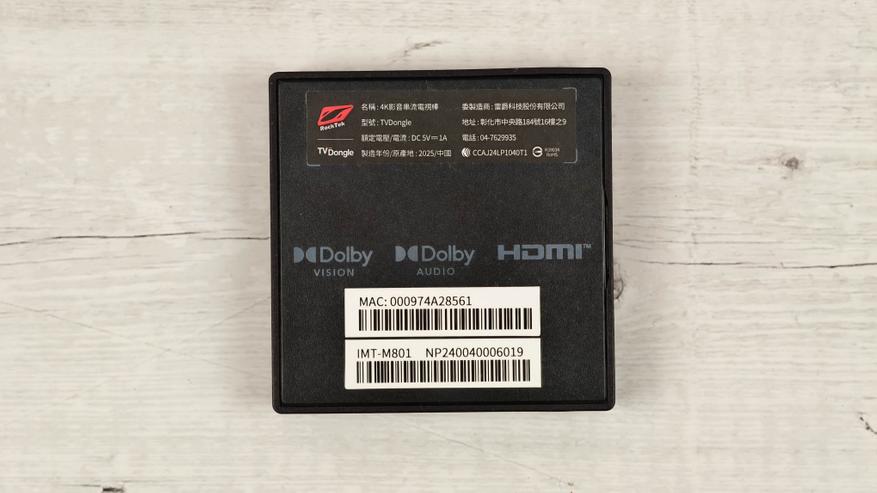 RockTek
TVDongle
名稱 : 4K影音串流電視棒
型號 : TVDongle
額定電壓/電流 : DC 5V⎓1A
製造年份/原產地 : 2025/中國
委製造商 : 雷爵科技股份有限公司
地址 : 彰化市中央路184號16樓之9
電話 : 04-7629935
CCAJ24LP1040T1
RoHS
Dolby
VISION
Dolby
AUDIO
HDMI™
MAC: 000974A28561
IMT-M801 NP240040006019